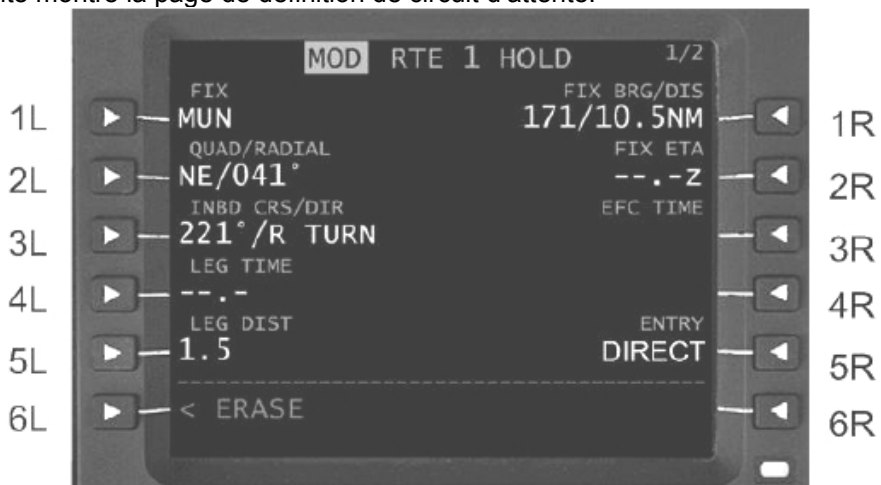 montre la page de définition de circuit d'attente.
MOD RTE 1 HOLD 1/2
FIX FIX BRG/DIS
1L MUN 171/10.5NM 1R
QUAD/RADIAL FIX ETA
2L NE/041° --.-Z 2R
INBD CRS/DIR EFC TIME
3L 221°/R TURN 3R
LEG TIME
4L --.- 4R
LEG DIST ENTRY
5L 1.5 DIRECT 5R
6L < ERASE 6R